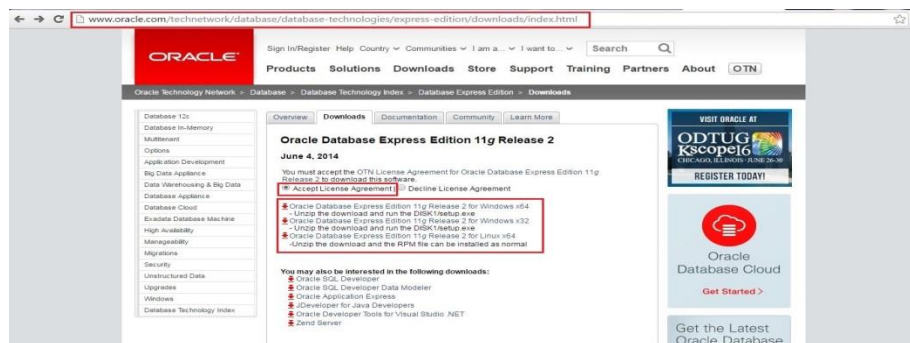 www.oracle.com/technetwork/database/database-technologies/express-edition/downloads/index.html
ORACLE
Sign In/Register Help Country Communities I am a... I want to... Search
Products Solutions Downloads Store Support Training Partners About OTN
Oracle Technology Network > Database > Database Technology Index > Database Express Edition > Downloads
Database 12c
Database In-Memory
Multitenant
Options
Application Development
Big Data Appliance
Data Warehousing & Big Data
Database Appliance
Database Cloud
Exadata Database Machine
High Availability
Manageability
Migrations
Security
Unstructured Data
Upgrades
Windows
Database Technology Index
Overview Downloads Documentation Community Learn More
Oracle Database Express Edition 11g Release 2
June 4, 2014
You must accept the OTN License Agreement for Oracle Database Express Edition 11g
Release 2 to download this software.
Accept License Agreement | Decline License Agreement
Oracle Database Express Edition 11g Release 2 for Windows x64
- Unzip the download and run the DISK1/setup.exe
Oracle Database Express Edition 11g Release 2 for Windows x32
- Unzip the download and run the DISK1/setup.exe
Oracle Database Express Edition 11g Release 2 for Linux x64
-Unzip the download and the RPM file can be installed as normal
You may also be interested in the following downloads:
Oracle SQL Developer
Oracle SQL Developer Data Modeler
Oracle Application Express
JDeveloper for Java Developers
Oracle Developer Tools for Visual Studio .NET
Zend Server
VISIT ORACLE AT
ODTUG
Kscope16
CHICAGO, ILLINOIS · JUNE 26-30
REGISTER TODAY!
Oracle
Database Cloud
Get Started >
Get the Latest
Oracle Database